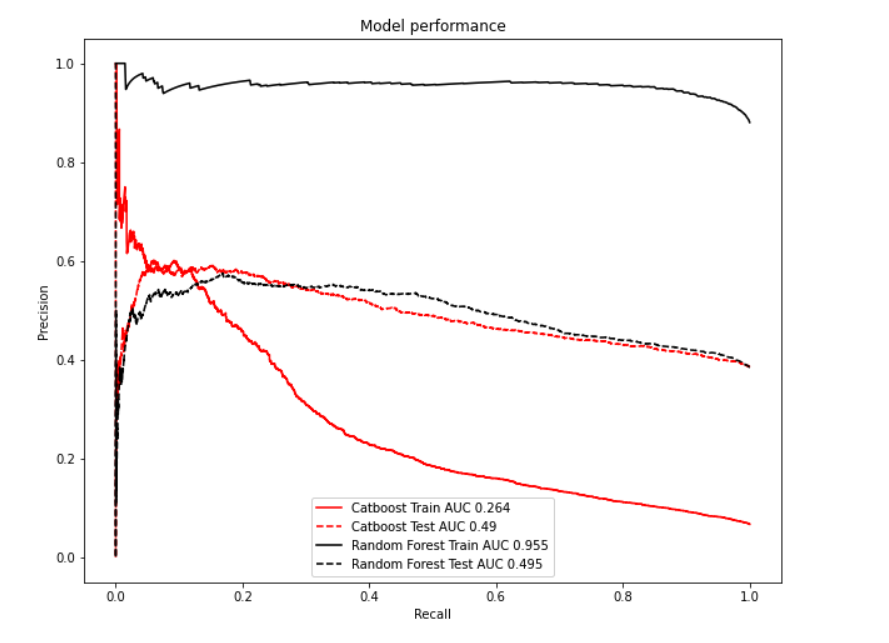 Model performance
1.0
0.8
0.6
0.4
0.2
0.0
Precision
Catboost Train AUC 0.264
Catboost Test AUC 0.49
Random Forest Train AUC 0.955
Random Forest Test AUC 0.495
0.0 0.2 0.4 0.6 0.8 1.0
Recall